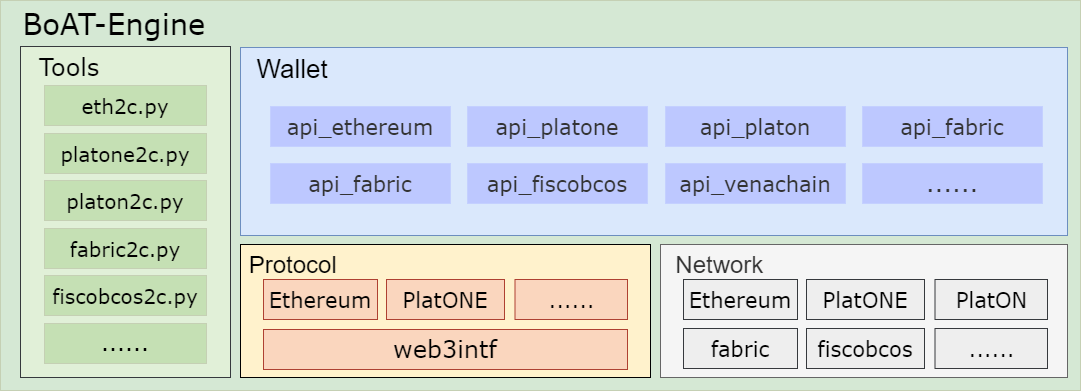 BoAT-Engine
Tools
eth2c.py
platone2c.py
platon2c.py
fabric2c.py
fiscobcos2c.py
......
Wallet
api_ethereum api_platone api_platon api_fabric
api_fabric api_fiscobcos api_venachain ......
Protocol
Ethereum PlatONE ......
web3intf
Network
Ethereum PlatONE PlatON
fabric fiscobcos ......